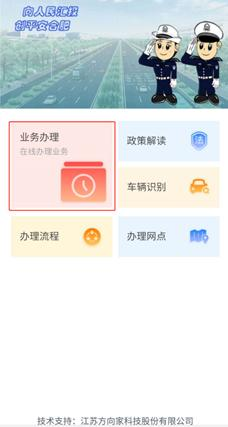 向人民汇报
创平安合肥
业务办理
在线办理业务
政策解读
法
车辆识别
办理流程
办理网点
技术支持：江苏方向家科技股份有限公司